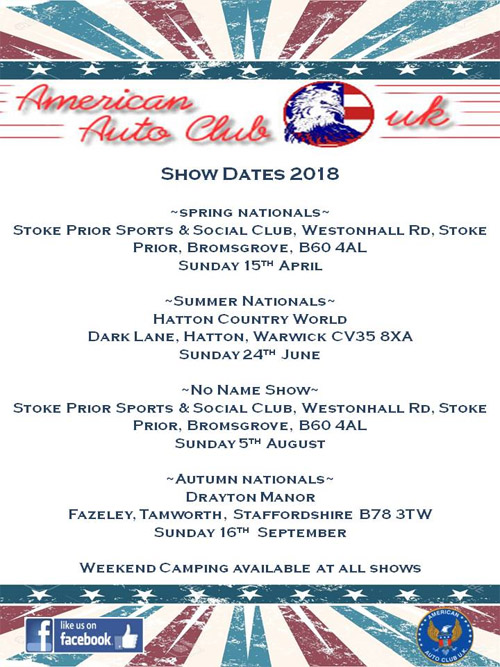 American
Auto Club
uk
SHOW DATES 2018
~SPRING NATIONALS~
STOKE PRIOR SPORTS & SOCIAL CLUB, WESTONHALL RD, STOKE
PRIOR, BROMSGROVE, B60 4AL
SUNDAY 15TH APRIL
~SUMMER NATIONALS~
HATTON COUNTRY WORLD
DARK LANE, HATTON, WARWICK CV35 8XA
SUNDAY 24TH JUNE
~NO NAME SHOW~
STOKE PRIOR SPORTS & SOCIAL CLUB, WESTONHALL RD, STOKE
PRIOR, BROMSGROVE, B60 4AL
SUNDAY 5TH AUGUST
~AUTUMN NATIONALS~
DRAYTON MANOR
FAZELEY, TAMWORTH, STAFFORDSHIRE B78 3TW
SUNDAY 16TH SEPTEMBER
WEEKEND CAMPING AVAILABLE AT ALL SHOWS
f
like us on
facebook
AMERICAN
AUTO CLUB U.K.